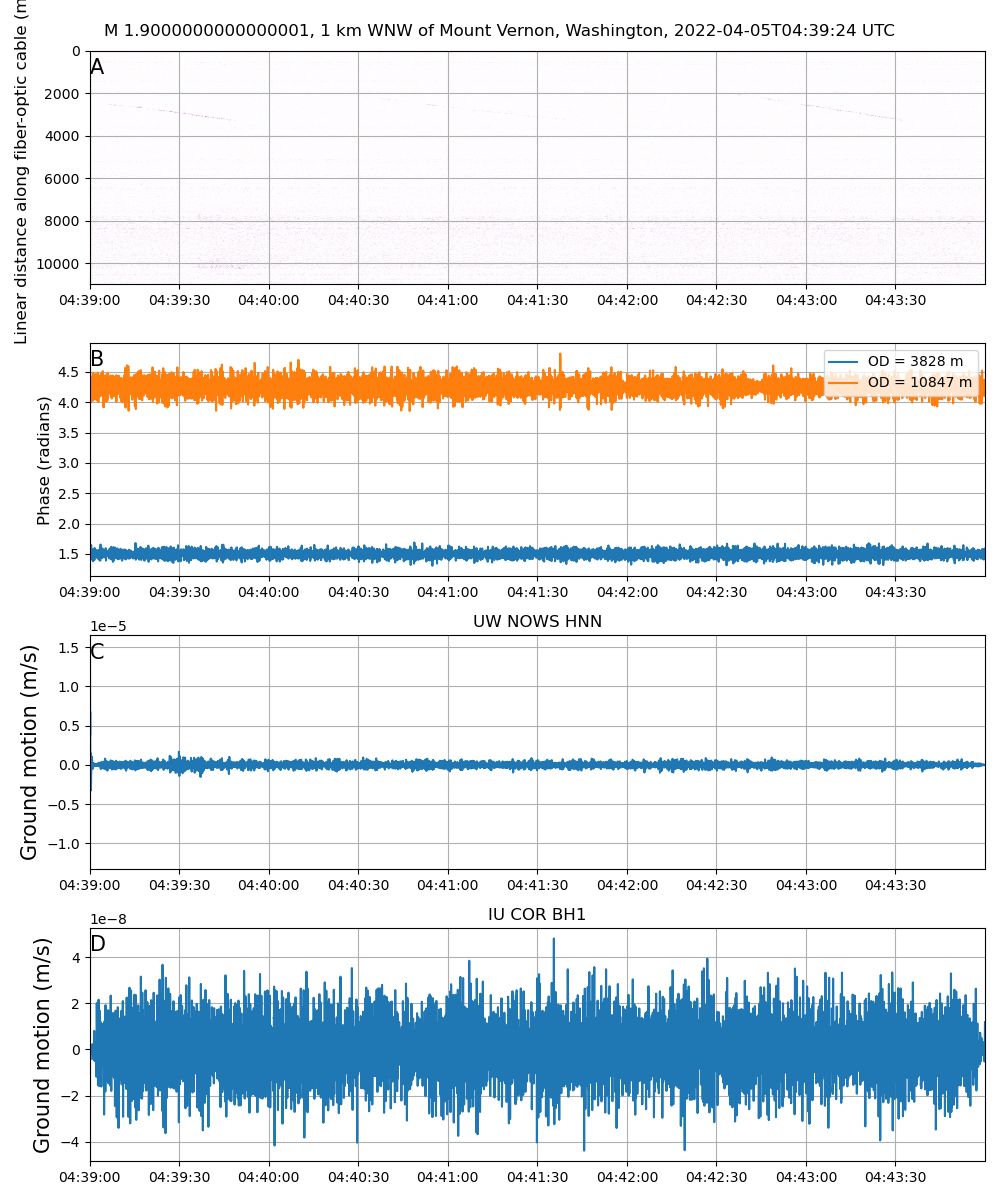 M 1.9000000000000001, 1 km WNW of Mount Vernon, Washington, 2022-04-05T04:39:24 UTC
Linear distance along fiber-optic cable (m
A
0
2000
4000
6000
8000
10000
04:39:00 04:39:30 04:40:00 04:40:30 04:41:00 04:41:30 04:42:00 04:42:30 04:43:00 04:43:30
Phase (radians)
B
OD = 3828 m
OD = 10847 m
4.5
4.0
3.5
3.0
2.5
2.0
1.5
04:39:00 04:39:30 04:40:00 04:40:30 04:41:00 04:41:30 04:42:00 04:42:30 04:43:00 04:43:30
UW NOWS HNN
1e−5
Ground motion (m/s)
C
1.5
1.0
0.5
0.0
−0.5
−1.0
04:39:00 04:39:30 04:40:00 04:40:30 04:41:00 04:41:30 04:42:00 04:42:30 04:43:00 04:43:30
IU COR BH1
1e−8
Ground motion (m/s)
D
4
2
0
−2
−4
04:39:00 04:39:30 04:40:00 04:40:30 04:41:00 04:41:30 04:42:00 04:42:30 04:43:00 04:43:30